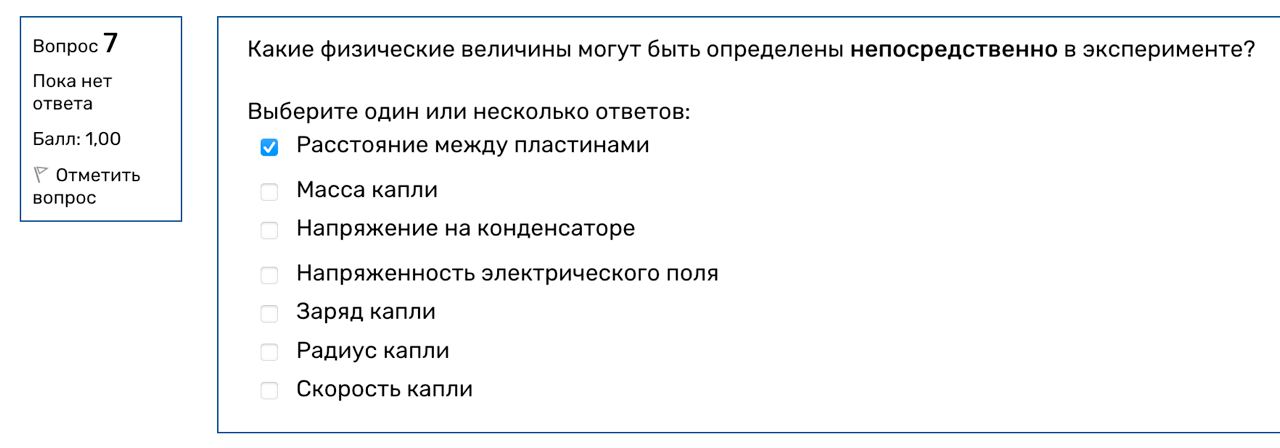 Вопрос 7
Пока нет
ответа
Балл: 1,00
Отметить
вопрос
Какие физические величины могут быть определены непосредственно в эксперименте?
Выберите один или несколько ответов:
Расстояние между пластинами
Масса капли
Напряжение на конденсаторе
Напряженность электрического поля
Заряд капли
Радиус капли
Скорость капли